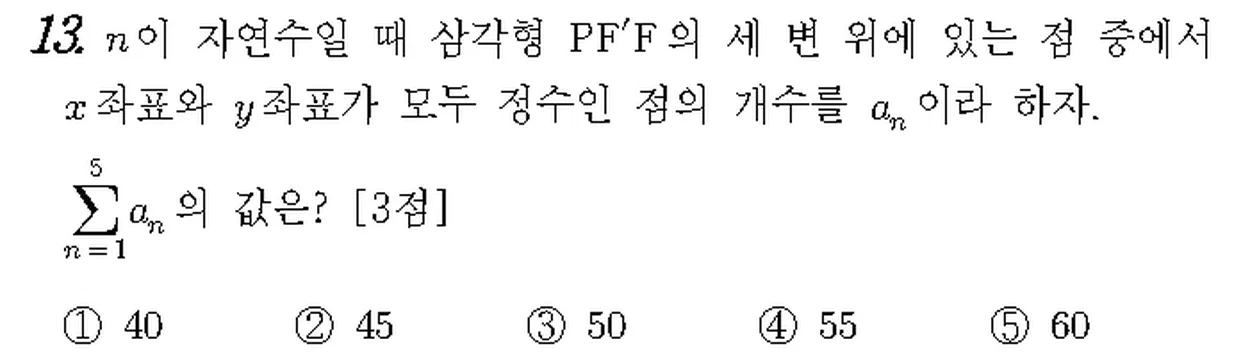 13. n이 자연수일 때 삼각형 PF′F의 세 변 위에 있는 점 중에서
x좌표와 y좌표가 모두 정수인 점의 개수를 aₙ이라 하자.
∑_{n=1}^{5} aₙ의 값은? [3점]
① 40 ② 45 ③ 50 ④ 55 ⑤ 60